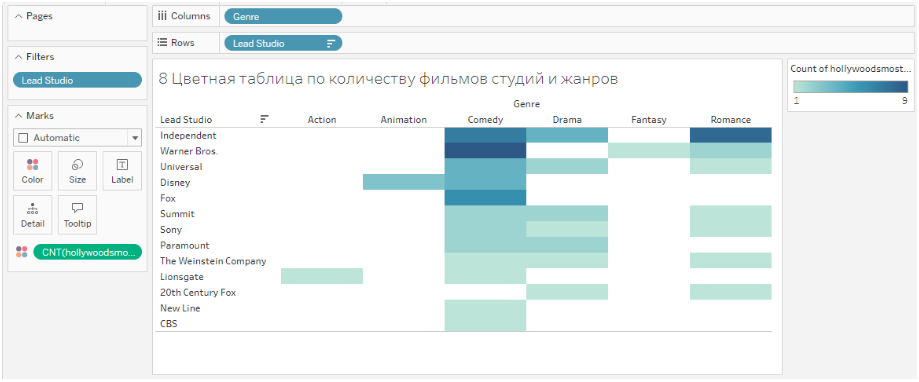 Pages
Columns
Genre
Rows
Lead Studio
Filters
Lead Studio
Marks
Automatic
Color
Size
Label
Detail
Tooltip
CNT(hollywoodsmo...
8 Цветная таблица по количеству фильмов студий и жанров
Genre
Lead Studio Action Animation Comedy Drama Fantasy Romance
Independent
Warner Bros.
Universal
Disney
Fox
Summit
Sony
Paramount
The Weinstein Company
Lionsgate
20th Century Fox
New Line
CBS
Count of hollywoodsmost...
1 9